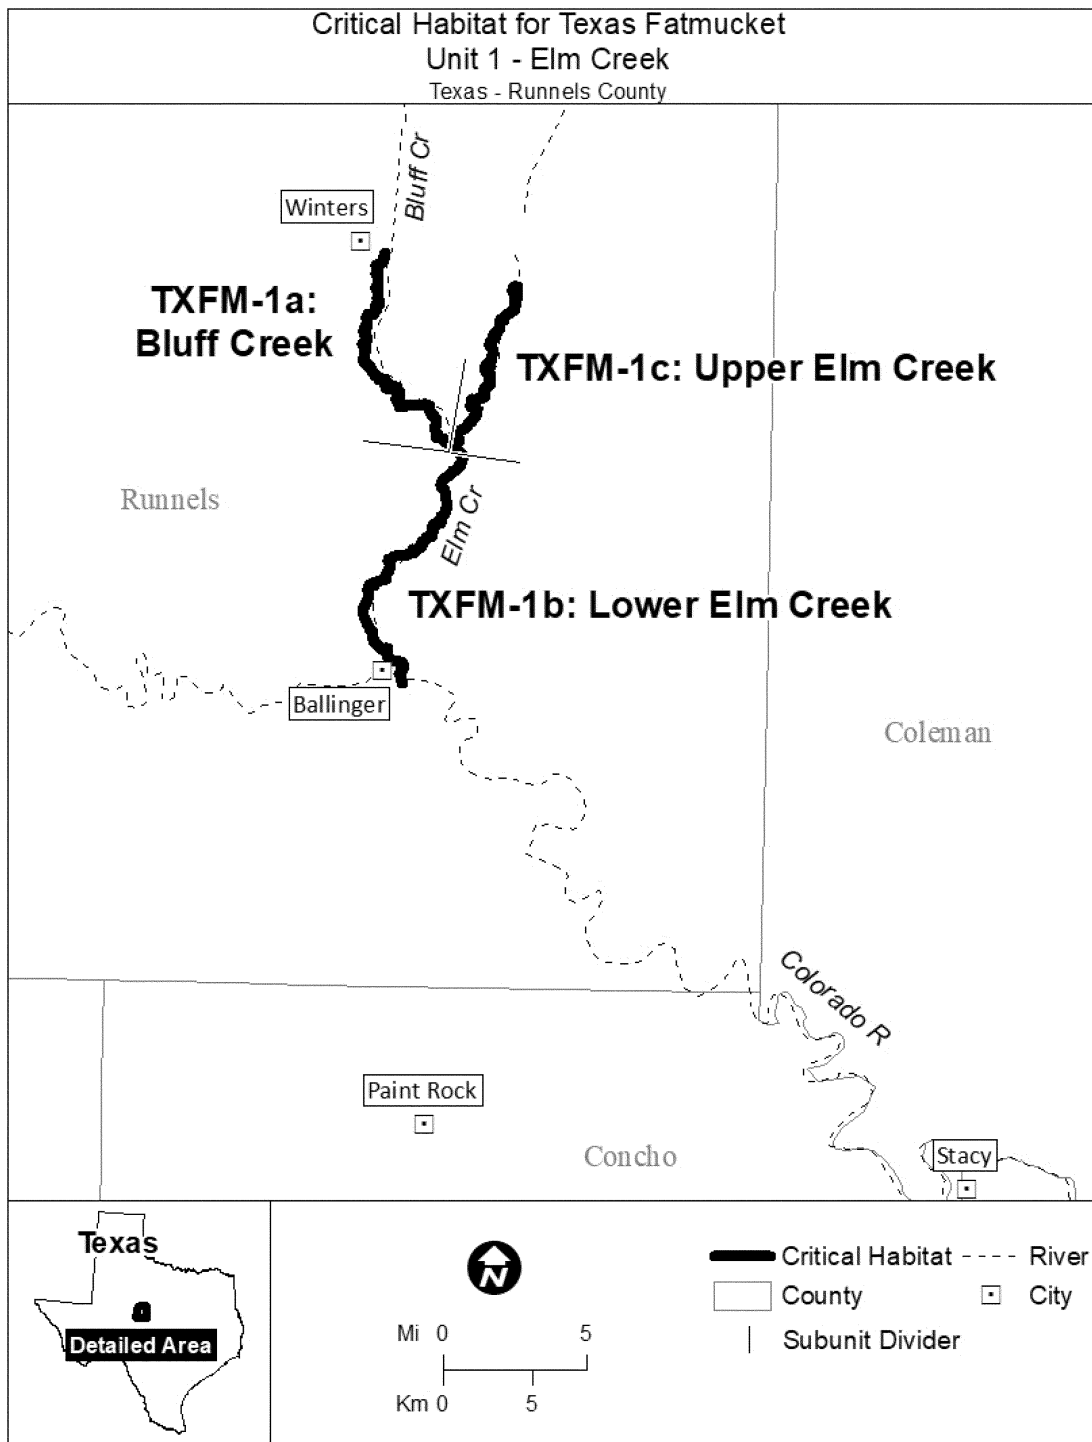 Critical Habitat for Texas Fatmucket
Unit 1 - Elm Creek
Texas - Runnels County
Bluff Cr
Winters
TXFM-1a:
Bluff Creek
TXFM-1c: Upper Elm Creek
Runnels
Elm Cr
TXFM-1b: Lower Elm Creek
Ballinger
Coleman
Colorado R
Paint Rock
Concho
Stacy
Texas
Detailed Area
N
Mi 0 5
Km 0 5
Critical Habitat
River
County
City
Subunit Divider